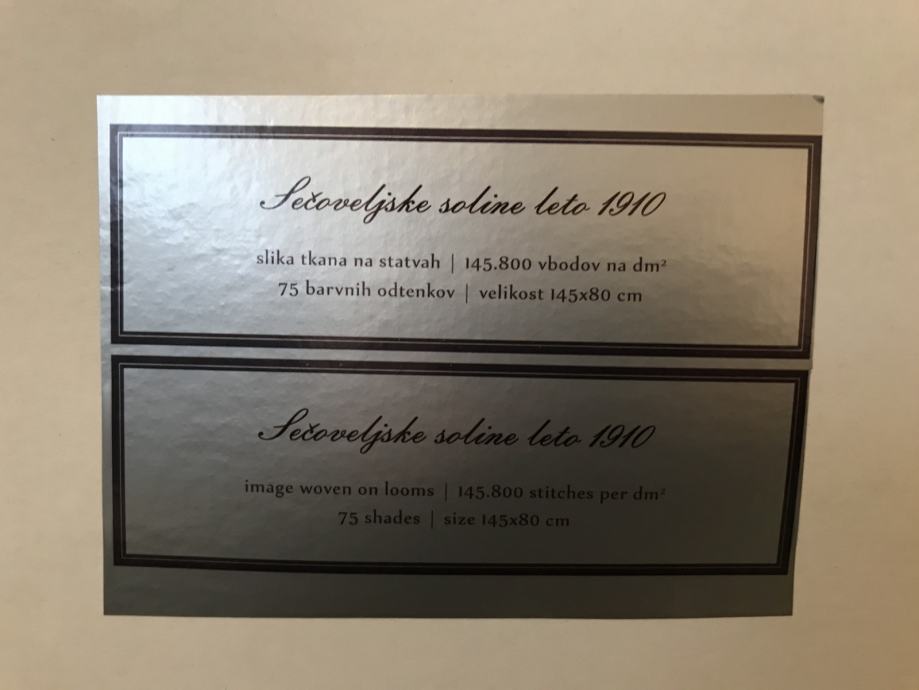 Sečoveljske soline leto 1910
slika tkana na statvah | 145.800 vbodov na dm²
75 barvnih odtenkov | velikost 145x80 cm
Sečoveljske soline leto 1910
image woven on looms | 145.800 stitches per dm²
75 shades | size 145x80 cm